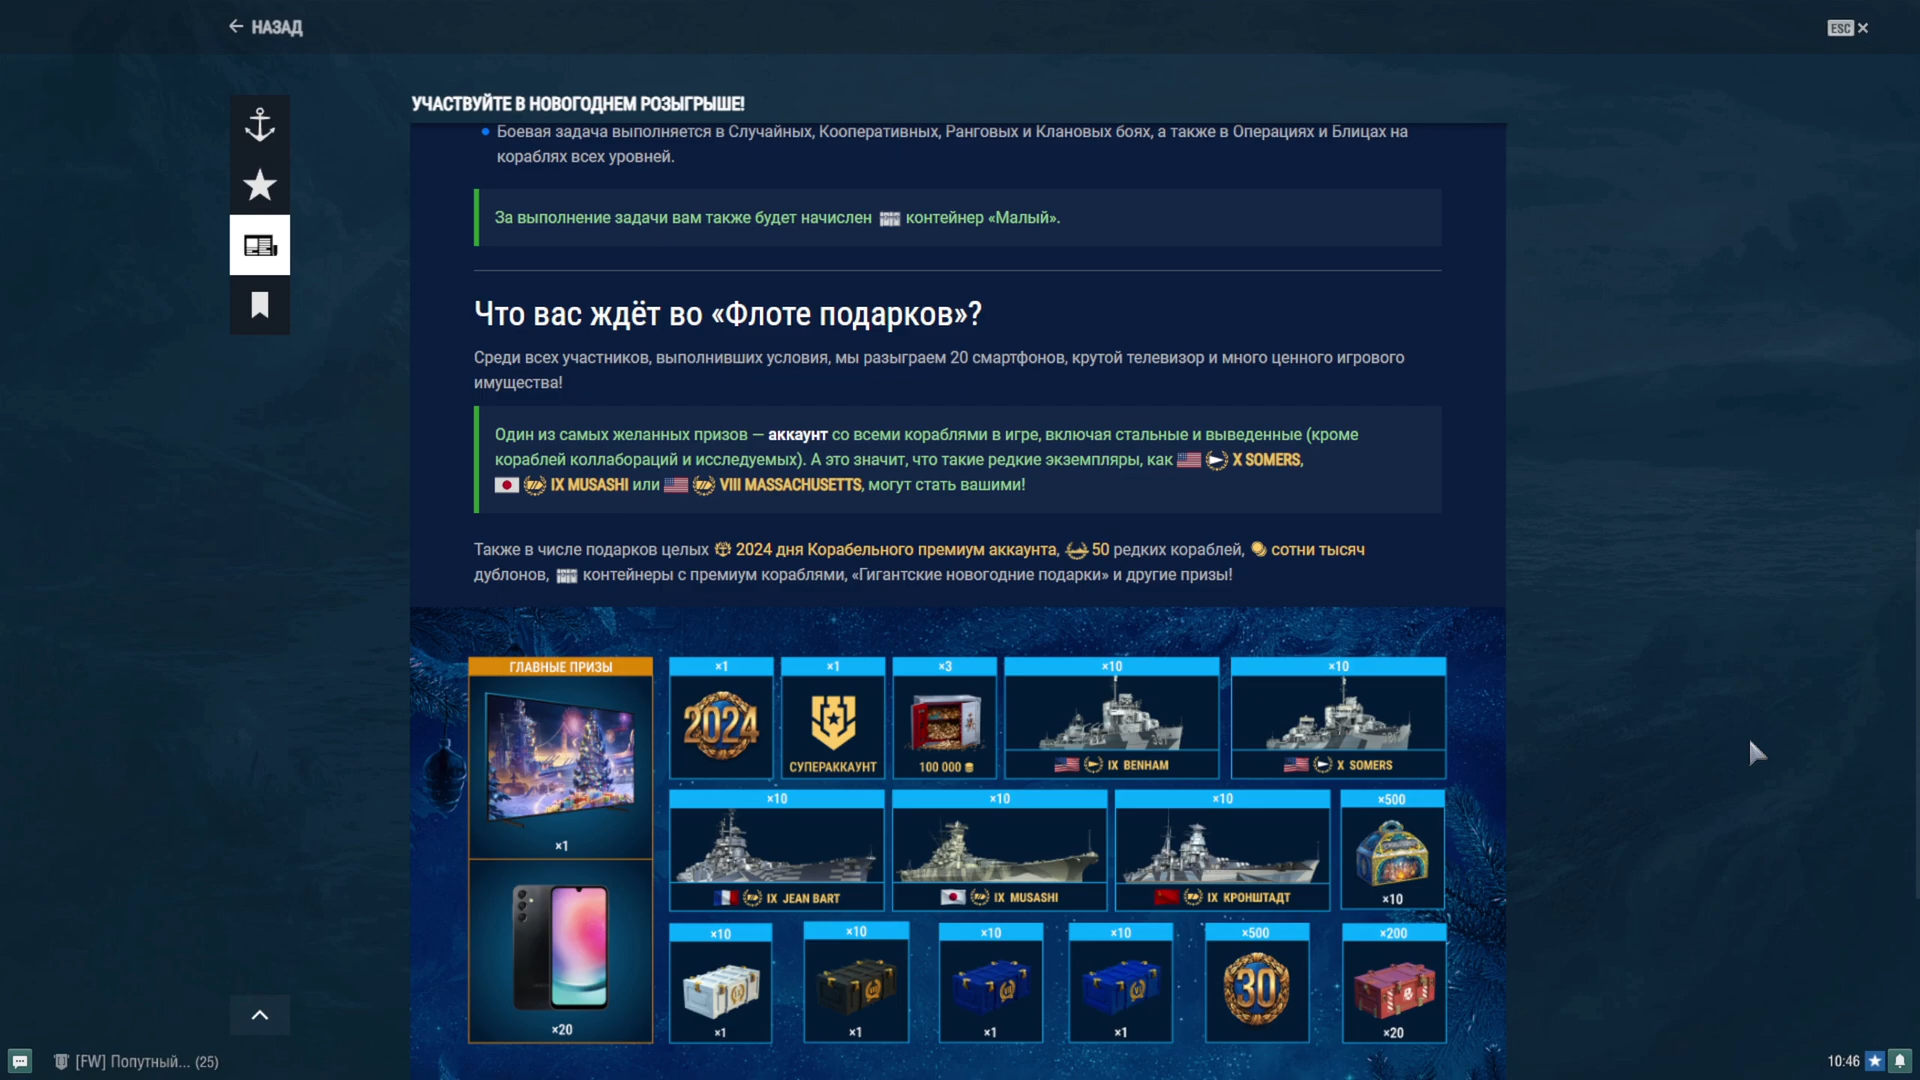 НАЗАД
ESC
УЧАСТВУЙТЕ В НОВОГОДНЕМ РОЗЫГРЫШЕ!
Боевая задача выполняется в Случайных, Кооперативных, Ранговых и Клановых боях, а также в Операциях и Блицах на
кораблях всех уровней.
За выполнение задачи вам также будет начислен контейнер «Малый».
Что вас ждёт во «Флоте подарков»?
Среди всех участников, выполнивших условия, мы разыграем 20 смартфонов, крутой телевизор и много ценного игрового
имущества!
Один из самых желанных призов — аккаунт со всеми кораблями в игре, включая стальные и выведенные (кроме
кораблей коллабораций и исследуемых). А это значит, что такие редкие экземпляры, как X SOMERS,
IX MUSASHI или VIII MASSACHUSETTS, могут стать вашими!
Также в числе подарков целых 2024 дня Корабельного премиум аккаунта, 50 редких кораблей, сотни тысяч
дублонов, контейнеры с премиум кораблями, «Гигантские новогодние подарки» и другие призы!
ГЛАВНЫЕ ПРИЗЫ
×1
×20
×1 ×1 ×3 ×10 ×10
2024
СУПЕРАККАУНТ 100 000 IX BENHAM X SOMERS
×10 ×10 ×10 ×500
IX JEAN BART IX MUSASHI IX КРОНШТАДТ ×10
×10 ×10 ×10 ×10 ×500 ×200
30
×1 ×1 ×1 ×1 ×20
[FW] Попутный... (25)
10:46